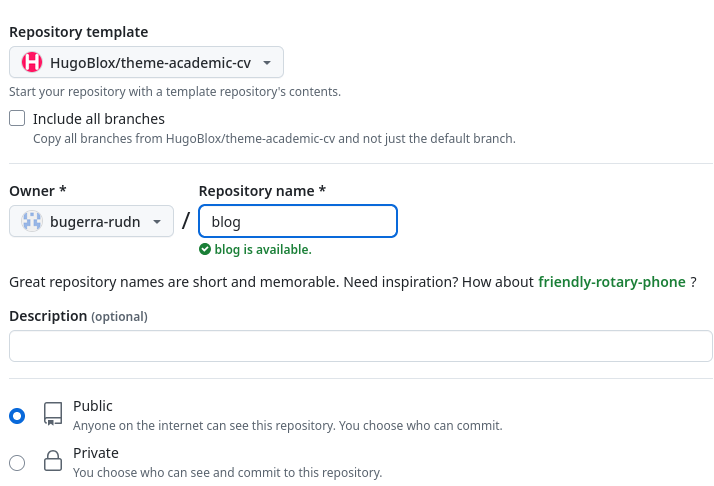 Repository template
HugoBlox/theme-academic-cv
Start your repository with a template repository's contents.
Include all branches
Copy all branches from HugoBlox/theme-academic-cv and not just the default branch.
Owner * Repository name *
bugerra-rudn / blog
blog is available.
Great repository names are short and memorable. Need inspiration? How about friendly-rotary-phone ?
Description (optional)
Public
Anyone on the internet can see this repository. You choose who can commit.
Private
You choose who can see and commit to this repository.